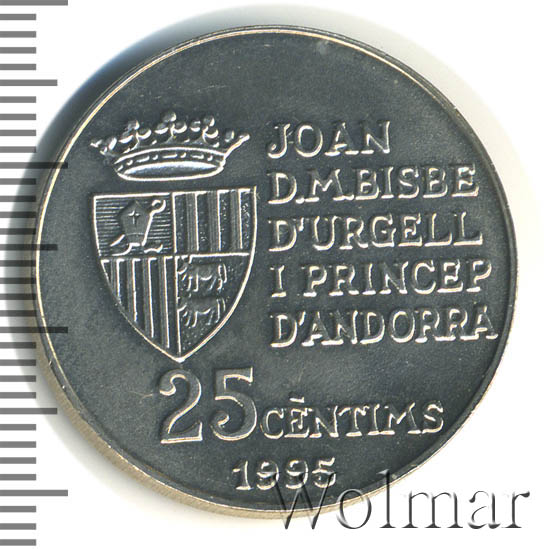 JOAN
D.M.BISBE
D'URGELL
I PRINCEP
D'ANDORRA
25 CÈNTIMS
1995
Wolmar